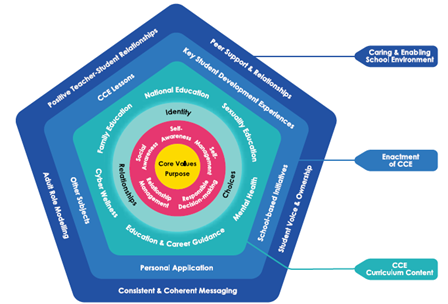 Positive Teacher-Student Relationships
Peer Support & Relationships
Adult Role Modelling
Student Voice & Ownership
Consistent & Coherent Messaging
CCE Lessons
Key Student Development Experiences
Other Subjects
School-based Initiatives
Personal Application
National Education
Family Education
Sexuality Education
Cyber Wellness
Mental Health
Education & Career Guidance
Identity
Relationships
Choices
Self-
Awareness
Self-
Management
Social
Awareness
Relationship
Management
Responsible
Decision-making
Core Values
Purpose
Caring & Enabling
School Environment
Enactment
of CCE
CCE
Curriculum Content